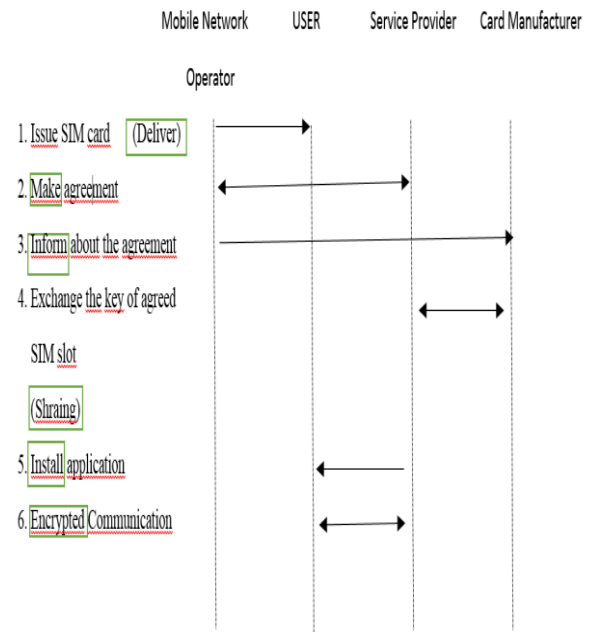 Mobile Network USER Service Provider Card Manufacturer
Operator
1. Issue SIM card (Deliver)
2. Make agreement
3. Inform about the agreement
4. Exchange the key of agreed
SIM slot
(Shraing)
5. Install application
6. Encrypted Communication